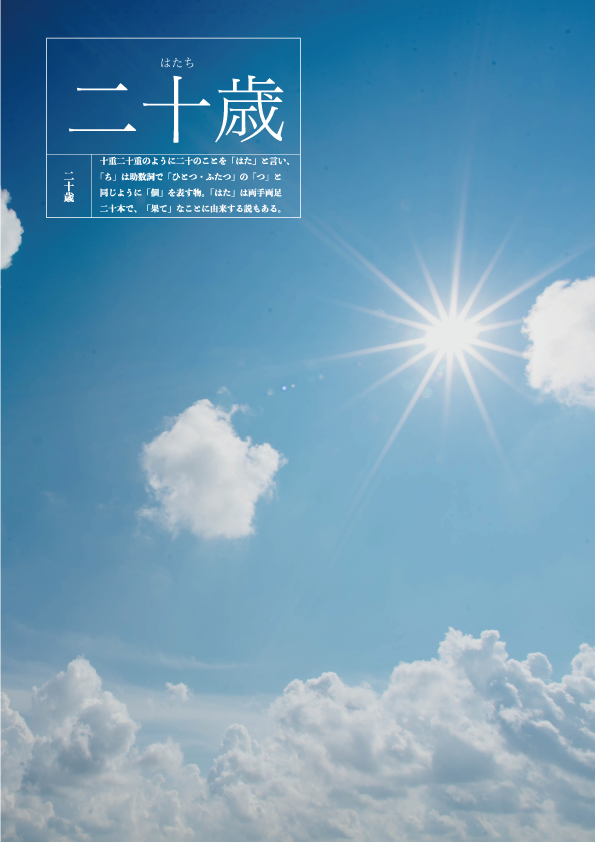 はたち
二十歳
二十歳
十重二十重のように二十のことを「はた」と言い、
「ち」は助数詞で「ひとつ・ふたつ」の「つ」と
同じように「個」を表す物。「はた」は両手両足
二十本で、「果て」なことに由来する説もある。